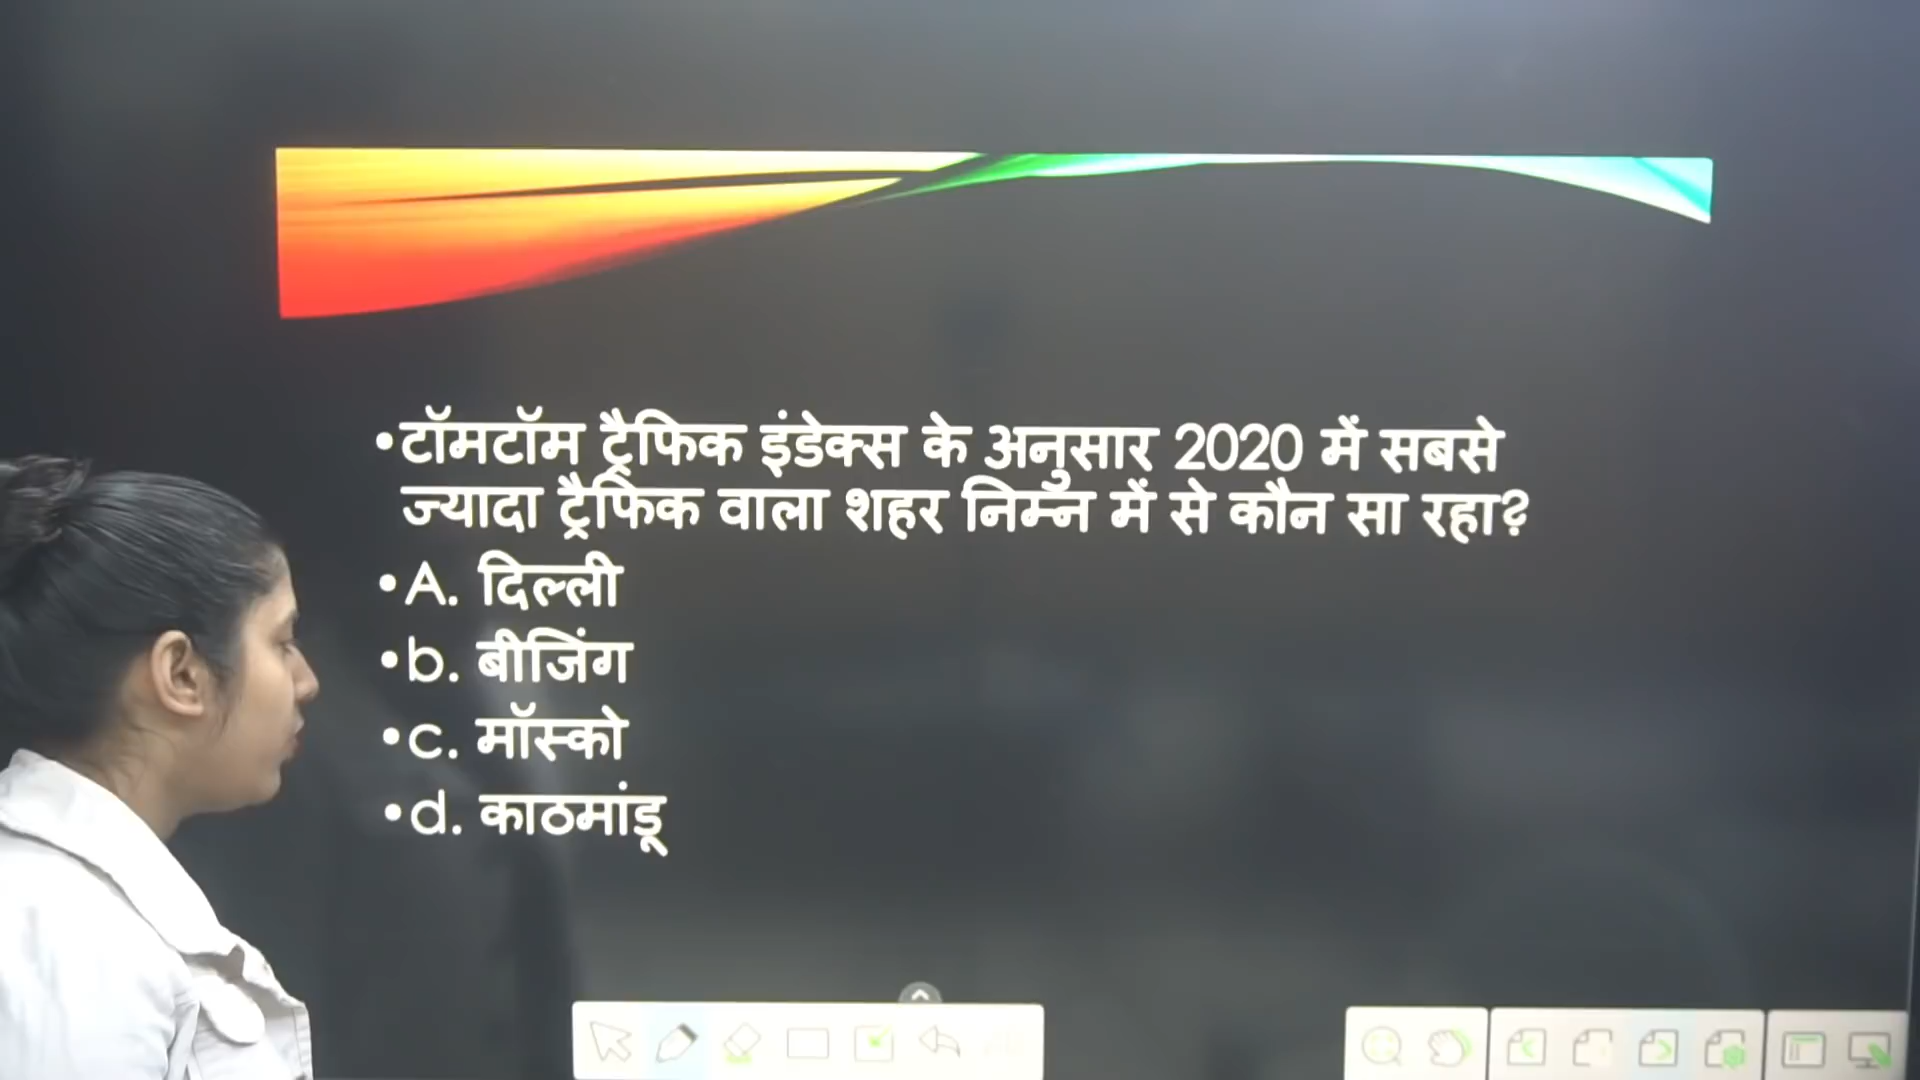 •टॉमटॉम ट्रैफिक इंडेक्स के अनुसार 2020 में सबसे
ज्यादा ट्रैफिक वाला शहर निम्न में से कौन सा रहा?
•A. दिल्ली
•b. बीजिंग
•c. मॉस्को
•d. काठमांडू